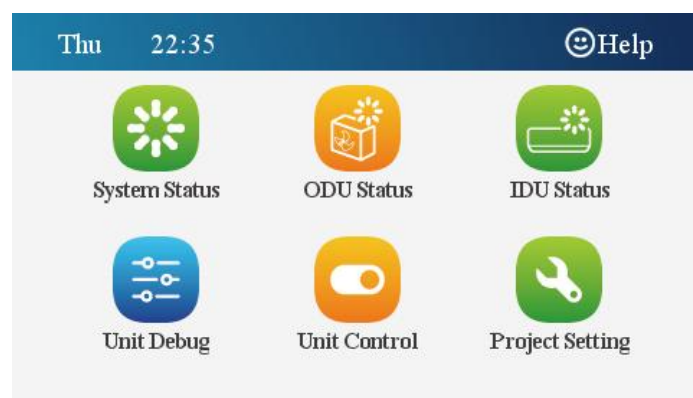 Thu 22:35 Help
System Status ODU Status IDU Status
Unit Debug Unit Control Project Setting